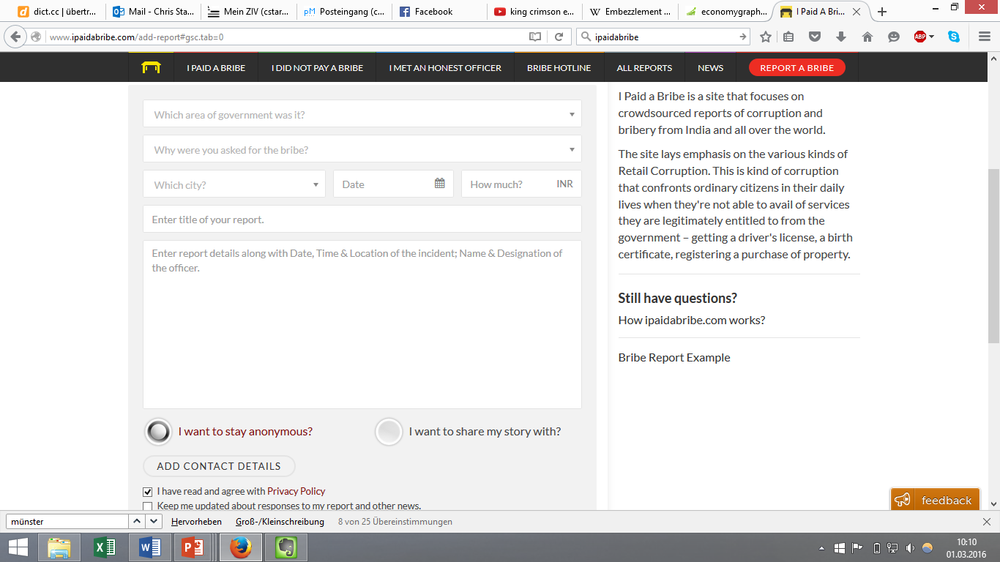 dict.cc | übertr...
Mail - Chris Sta...
Mein ZIV (cstar...
pM Posteingang (c...
Facebook
king crimson e...
W Embezzlement ...
economygraph...
I Paid A Bri...
www.ipaidabribe.com/add-report#gsc.tab=0
ipaidabribe
ABP
I PAID A BRIBE
I DID NOT PAY A BRIBE
I MET AN HONEST OFFICER
BRIBE HOTLINE
ALL REPORTS
NEWS
REPORT A BRIBE
Which area of government was it?
Why were you asked for the bribe?
Which city?
Date
How much? INR
Enter title of your report.
Enter report details along with Date, Time & Location of the incident; Name & Designation of
the officer.
I want to stay anonymous?
I want to share my story with?
ADD CONTACT DETAILS
I have read and agree with Privacy Policy
Keep me updated about responses to my report and other news.
I Paid a Bribe is a site that focuses on
crowdsourced reports of corruption and
bribery from India and all over the world.
The site lays emphasis on the various kinds of
Retail Corruption. This is kind of corruption
that confronts ordinary citizens in their daily
lives when they're not able to avail of services
they are legitimately entitled to from the
government – getting a driver's license, a birth
certificate, registering a purchase of property.
Still have questions?
How ipaidabribe.com works?
Bribe Report Example
feedback
münster
Hervorheben
Groß-/Kleinschreibung
8 von 25 Übereinstimmungen
10:10
01.03.2016